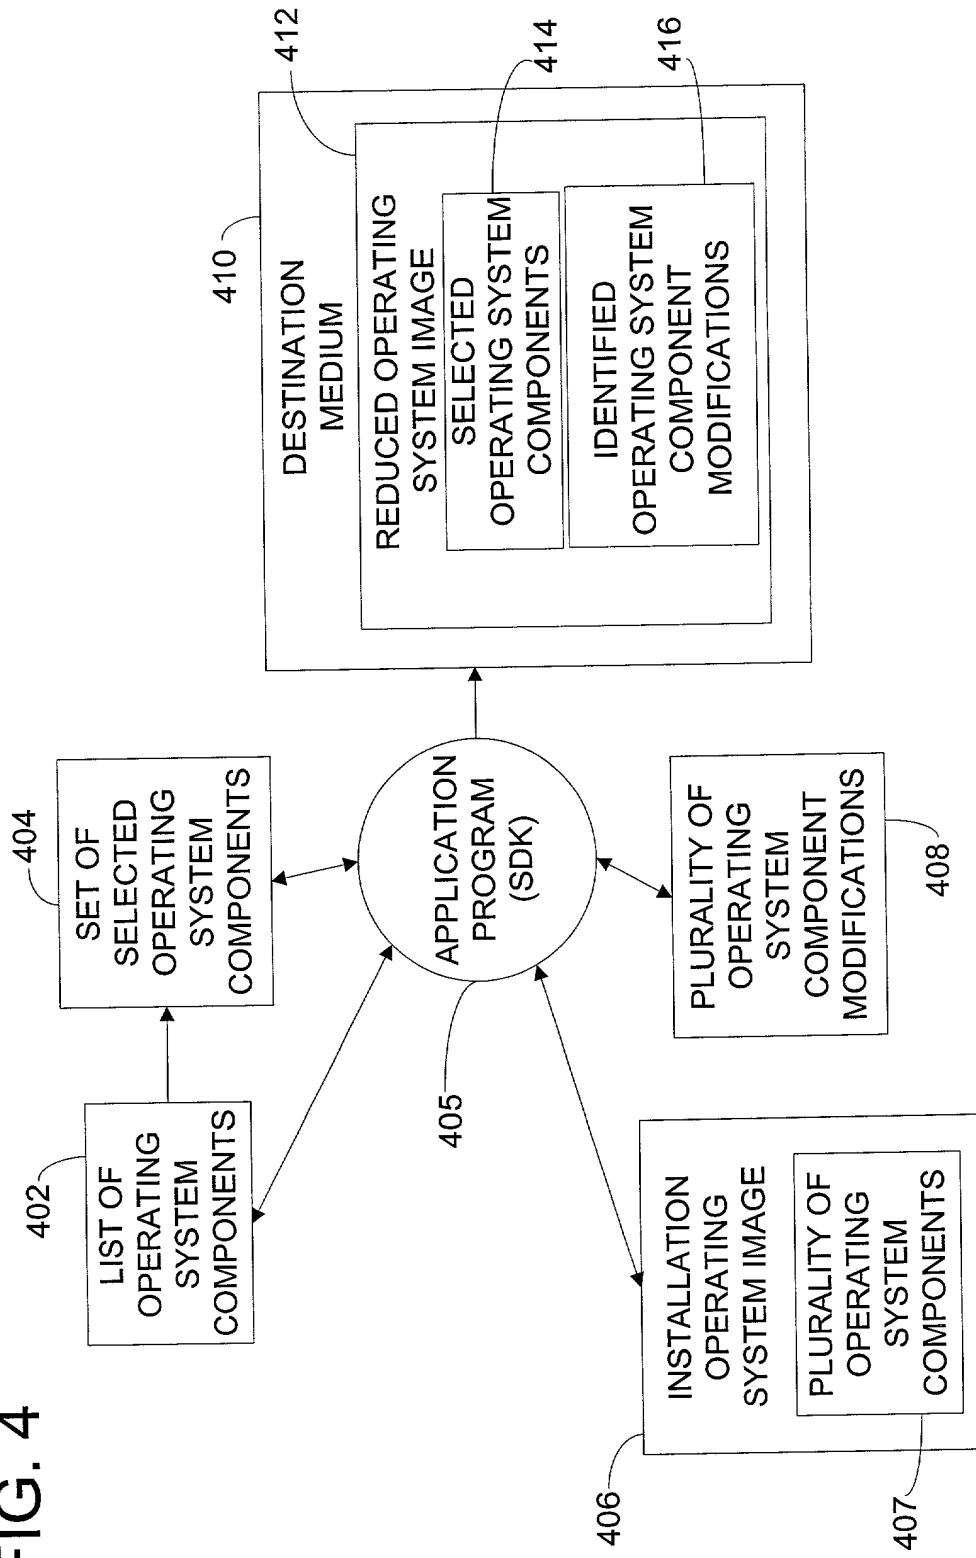 FIG. 4
402
LIST OF
OPERATING
SYSTEM
COMPONENTS
404
SET OF
SELECTED
OPERATING
SYSTEM
COMPONENTS
405
APPLICATION
PROGRAM
(SDK)
406
INSTALLATION
OPERATING
SYSTEM IMAGE
407
PLURALITY OF
OPERATING
SYSTEM
COMPONENTS
408
PLURALITY OF
OPERATING
SYSTEM
COMPONENT
MODIFICATIONS
410
DESTINATION
MEDIUM
412
REDUCED OPERATING
SYSTEM IMAGE
414
SELECTED
OPERATING SYSTEM
COMPONENTS
416
IDENTIFIED
OPERATING SYSTEM
COMPONENT
MODIFICATIONS